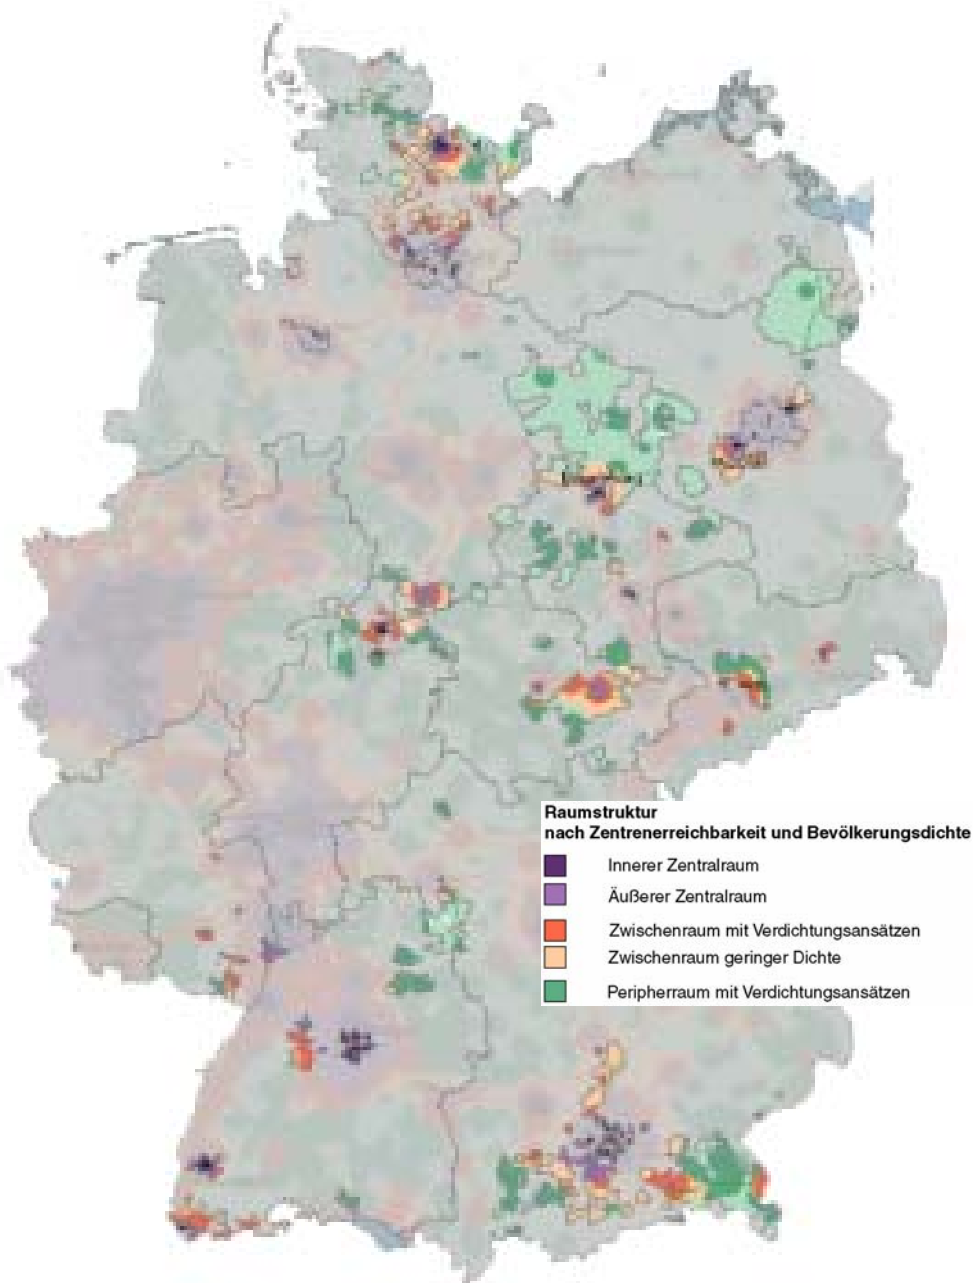 Raumstruktur
nach Zentrenerreichbarkeit und Bevölkerungsdichte
Innerer Zentralraum
Äußerer Zentralraum
Zwischenraum mit Verdichtungsansätzen
Zwischenraum geringer Dichte
Peripherraum mit Verdichtungsansätzen